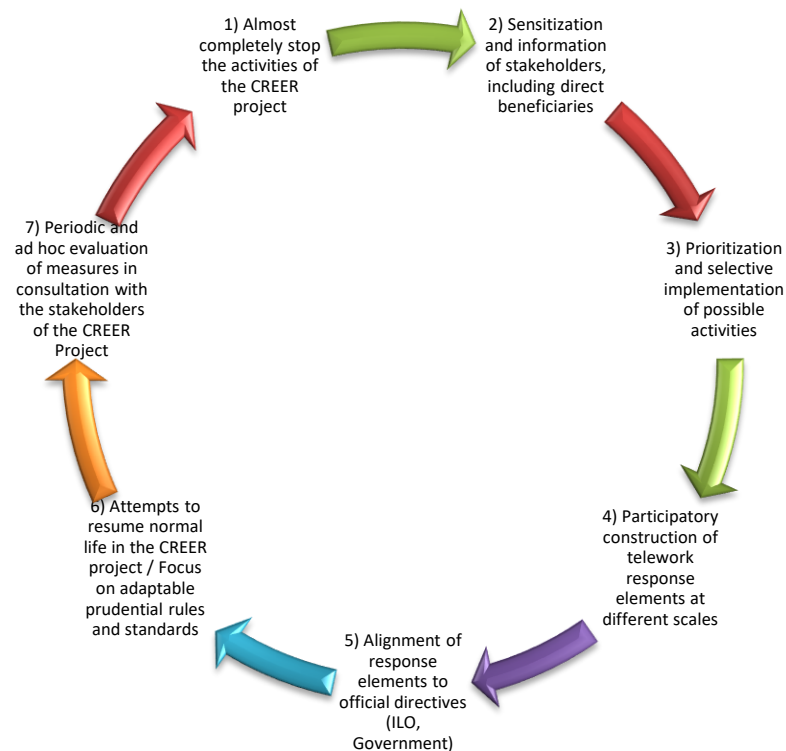 1) Almost
completely stop
the activities of
the CREER
project
2) Sensitization
and information
of stakeholders,
including direct
beneficiaries
3) Prioritization
and selective
implementation
of possible
activities
4) Participatory
construction of
telework
response
elements at
different scales
5) Alignment of
response
elements to
official directives
(ILO,
Government)
6) Attempts to
resume normal
life in the CREER
project / Focus
on adaptable
prudential rules
and standards
7) Periodic and
ad hoc evaluation
of measures in
consultation with
the stakeholders
of the CREER
Project